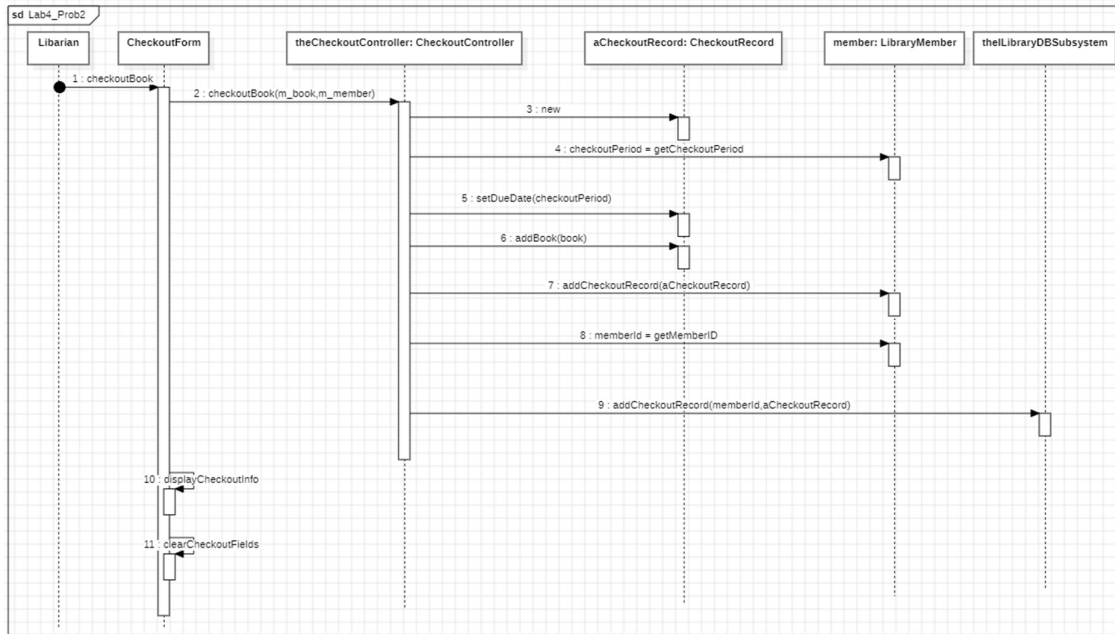 sd Lab4_Prob2
Libarian
CheckoutForm
theCheckoutController: CheckoutController
aCheckoutRecord: CheckoutRecord
member: LibraryMember
theILibraryDBSubsystem
1 : checkoutBook
2 : checkoutBook(m_book,m_member)
3 : new
4 : checkoutPeriod = getCheckoutPeriod
5 : setDueDate(checkoutPeriod)
6 : addBook(book)
7 : addCheckoutRecord(aCheckoutRecord)
8 : memberId = getMemberID
9 : addCheckoutRecord(memberId,aCheckoutRecord)
10 : displayCheckoutInfo
11 : clearCheckoutFields